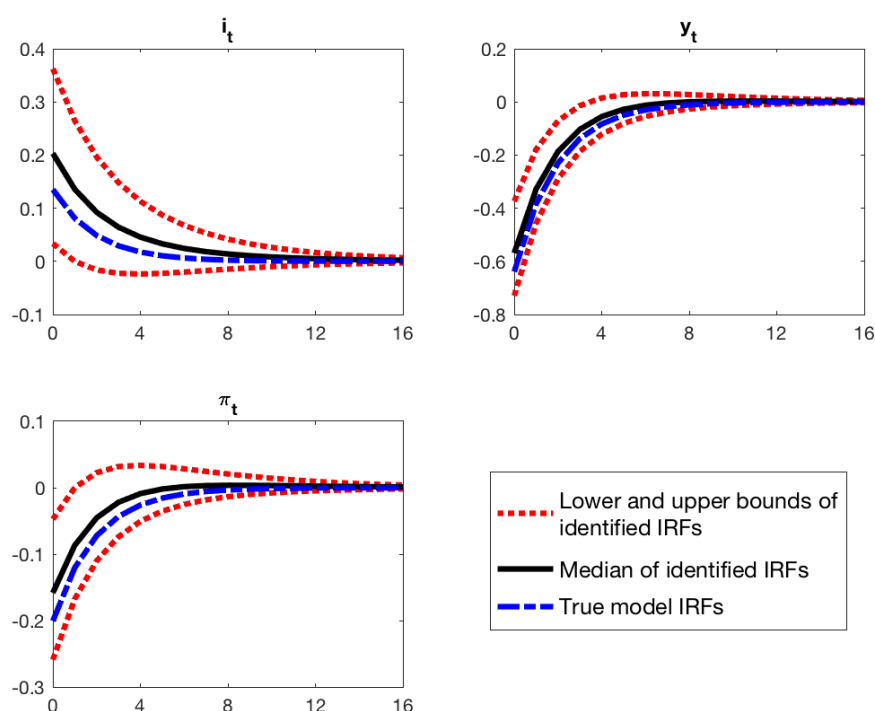 i_t
0.4
0.3
0.2
0.1
0
-0.1
0 4 8 12 16
y_t
0.2
0
-0.2
-0.4
-0.6
-0.8
0 4 8 12 16
π_t
0.1
0
-0.1
-0.2
-0.3
0 4 8 12 16
Lower and upper bounds of
identified IRFs
Median of identified IRFs
True model IRFs